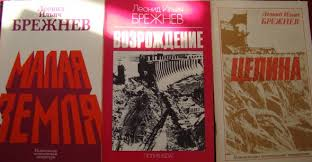 Леонид
Ильич
БРЕЖНЕВ
МАЛАЯ
ЗЕМЛЯ
Леонид Ильич
БРЕЖНЕВ
ВОЗРОЖДЕНИЕ
Леонид Ильич
БРЕЖНЕВ
ЦЕЛИНА